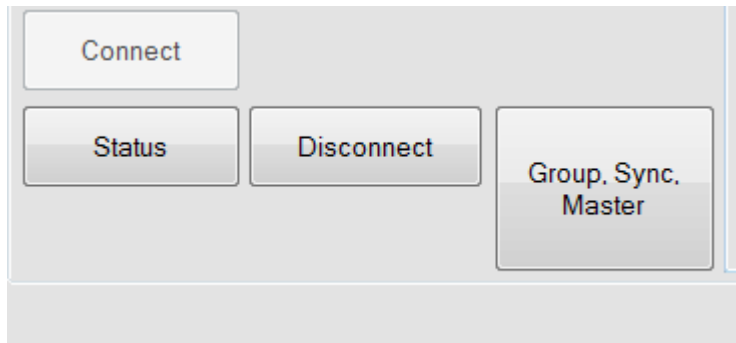 Connect
Status
Disconnect
Group, Sync,
Master